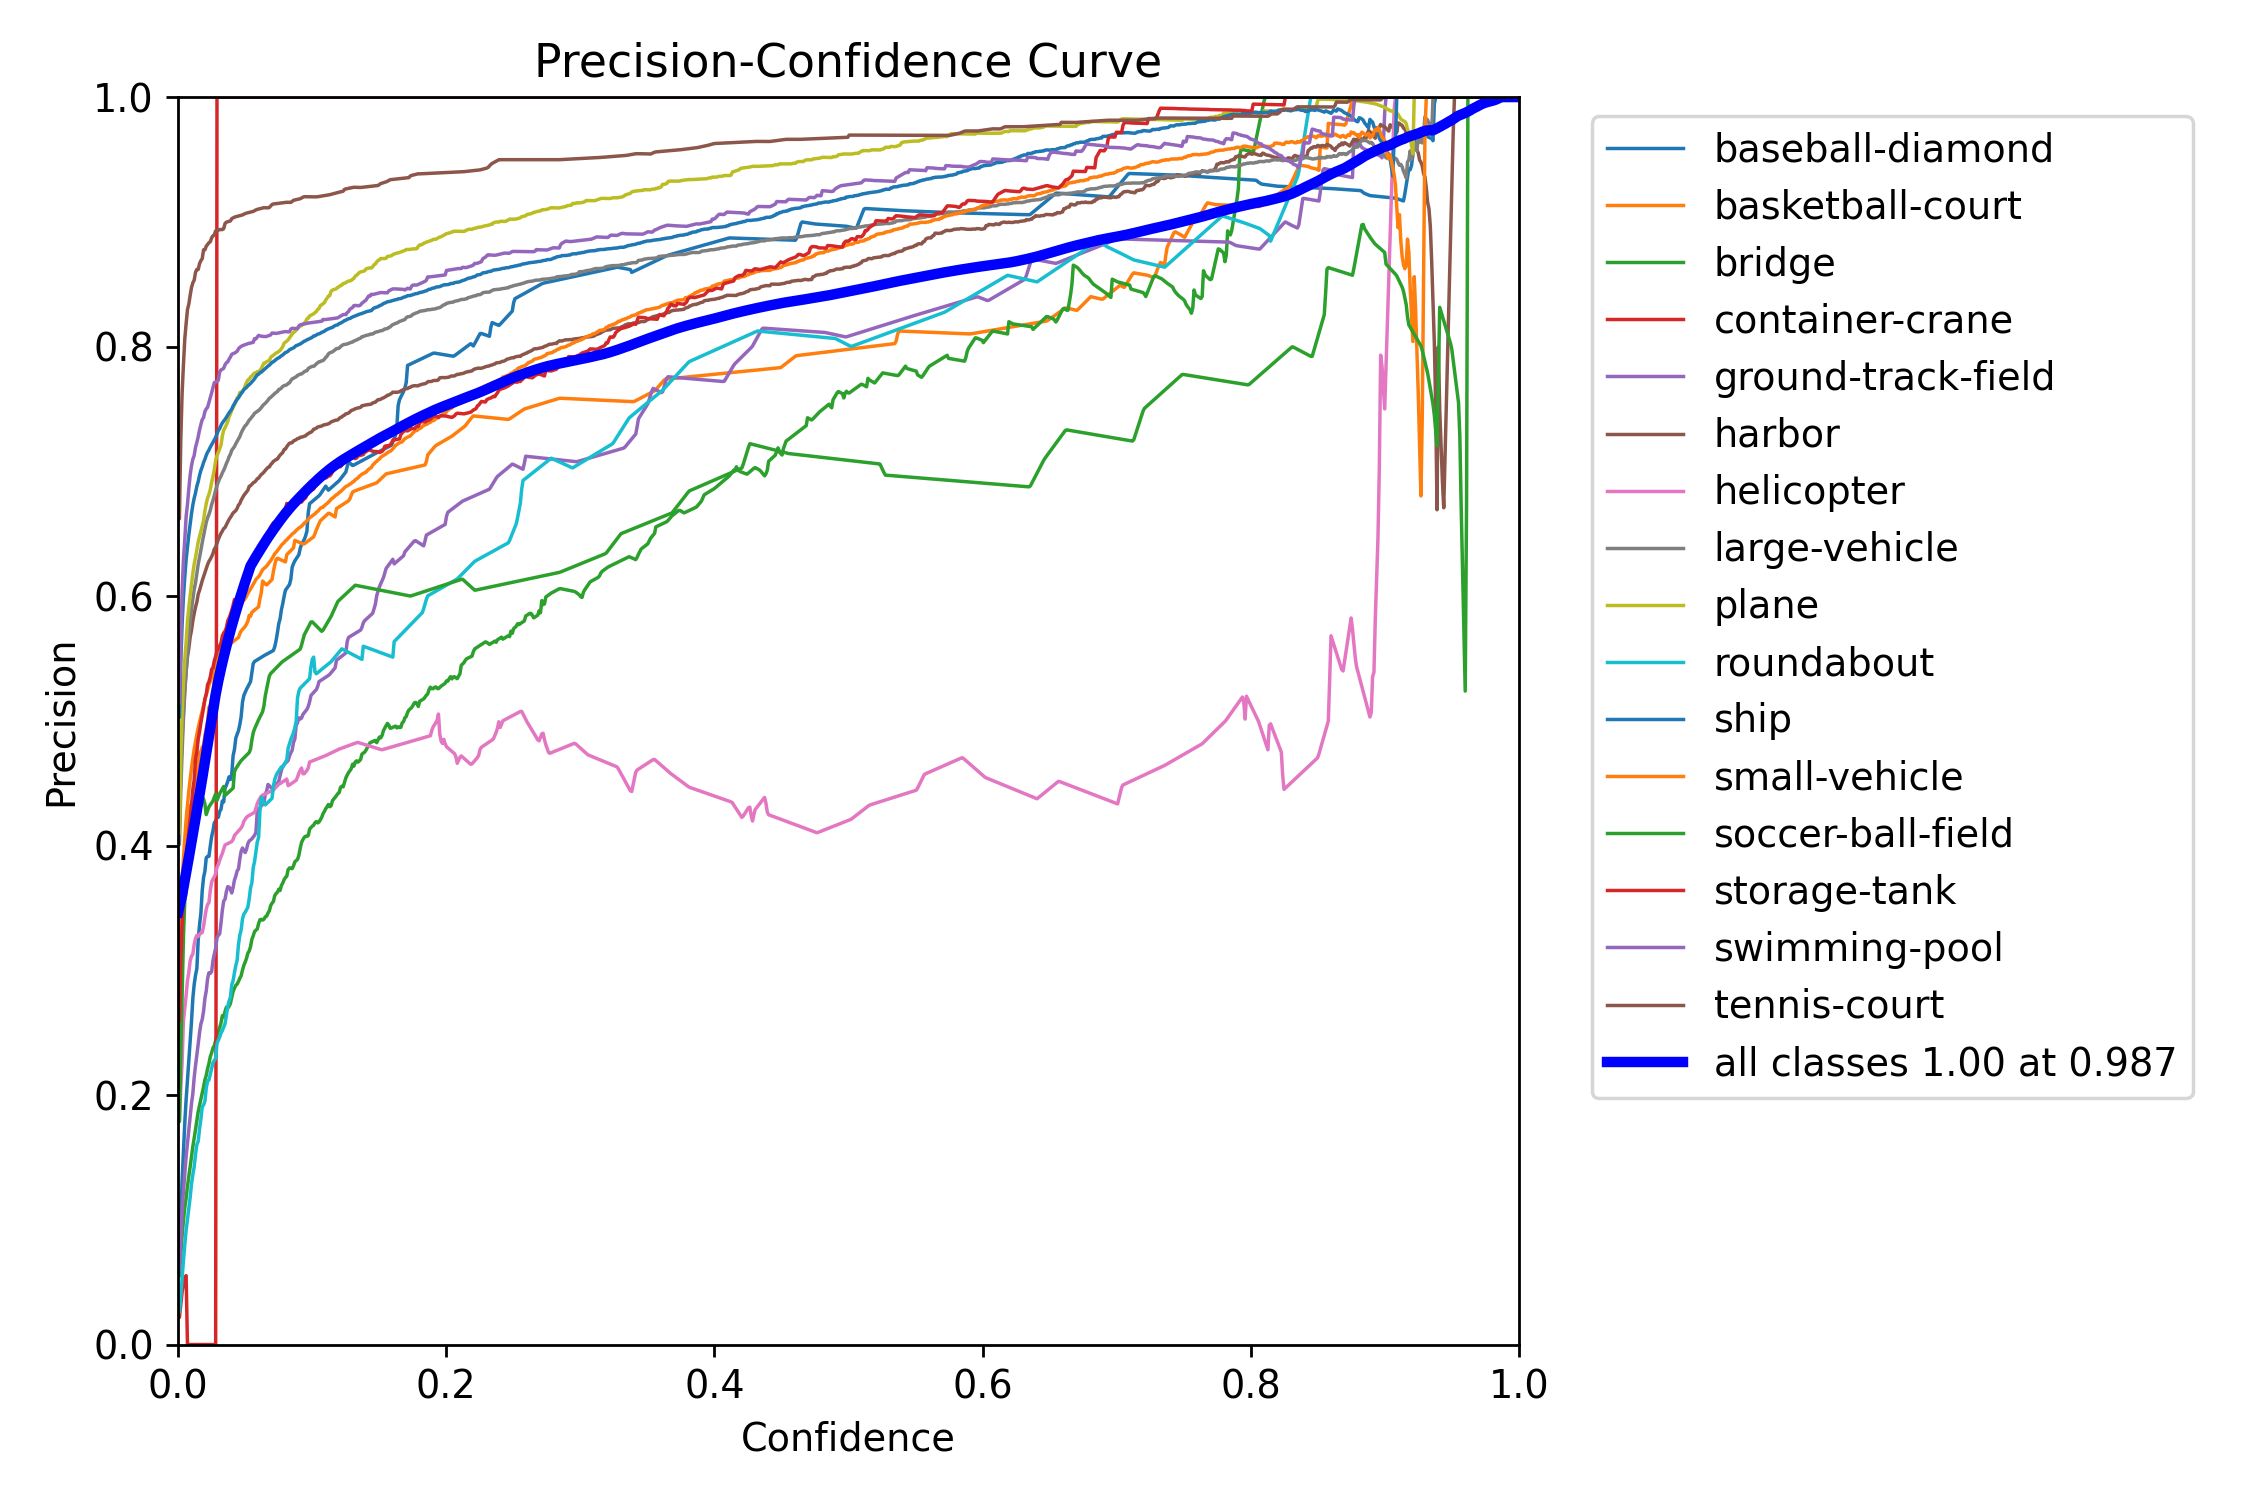 Precision-Confidence Curve
1.0
0.8
0.6
0.4
0.2
0.0
Precision
0.0 0.2 0.4 0.6 0.8 1.0
Confidence
baseball-diamond
basketball-court
bridge
container-crane
ground-track-field
harbor
helicopter
large-vehicle
plane
roundabout
ship
small-vehicle
soccer-ball-field
storage-tank
swimming-pool
tennis-court
all classes 1.00 at 0.987